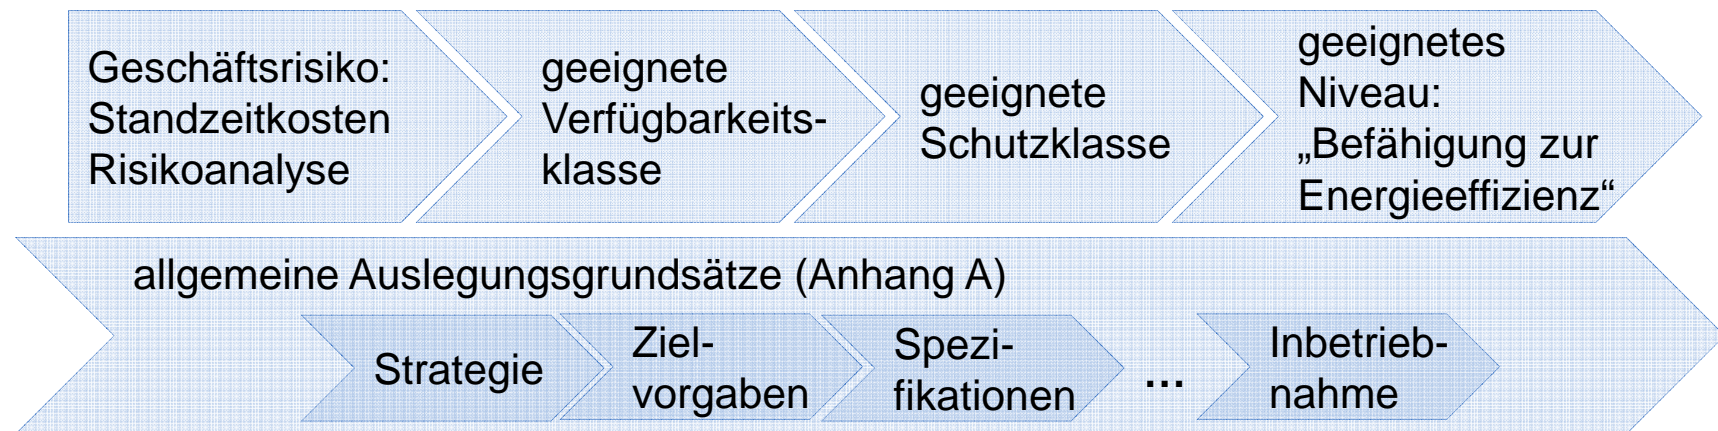 Geschäftsrisiko:
Standzeitkosten
Risikoanalyse
geeignete
Verfügbarkeits-
klasse
geeignete
Schutzklasse
geeignetes
Niveau:
„Befähigung zur
Energieeffizienz“
allgemeine Auslegungsgrundsätze (Anhang A)
Strategie
Ziel-
vorgaben
Spezi-
fikationen
...
Inbetrieb-
nahme